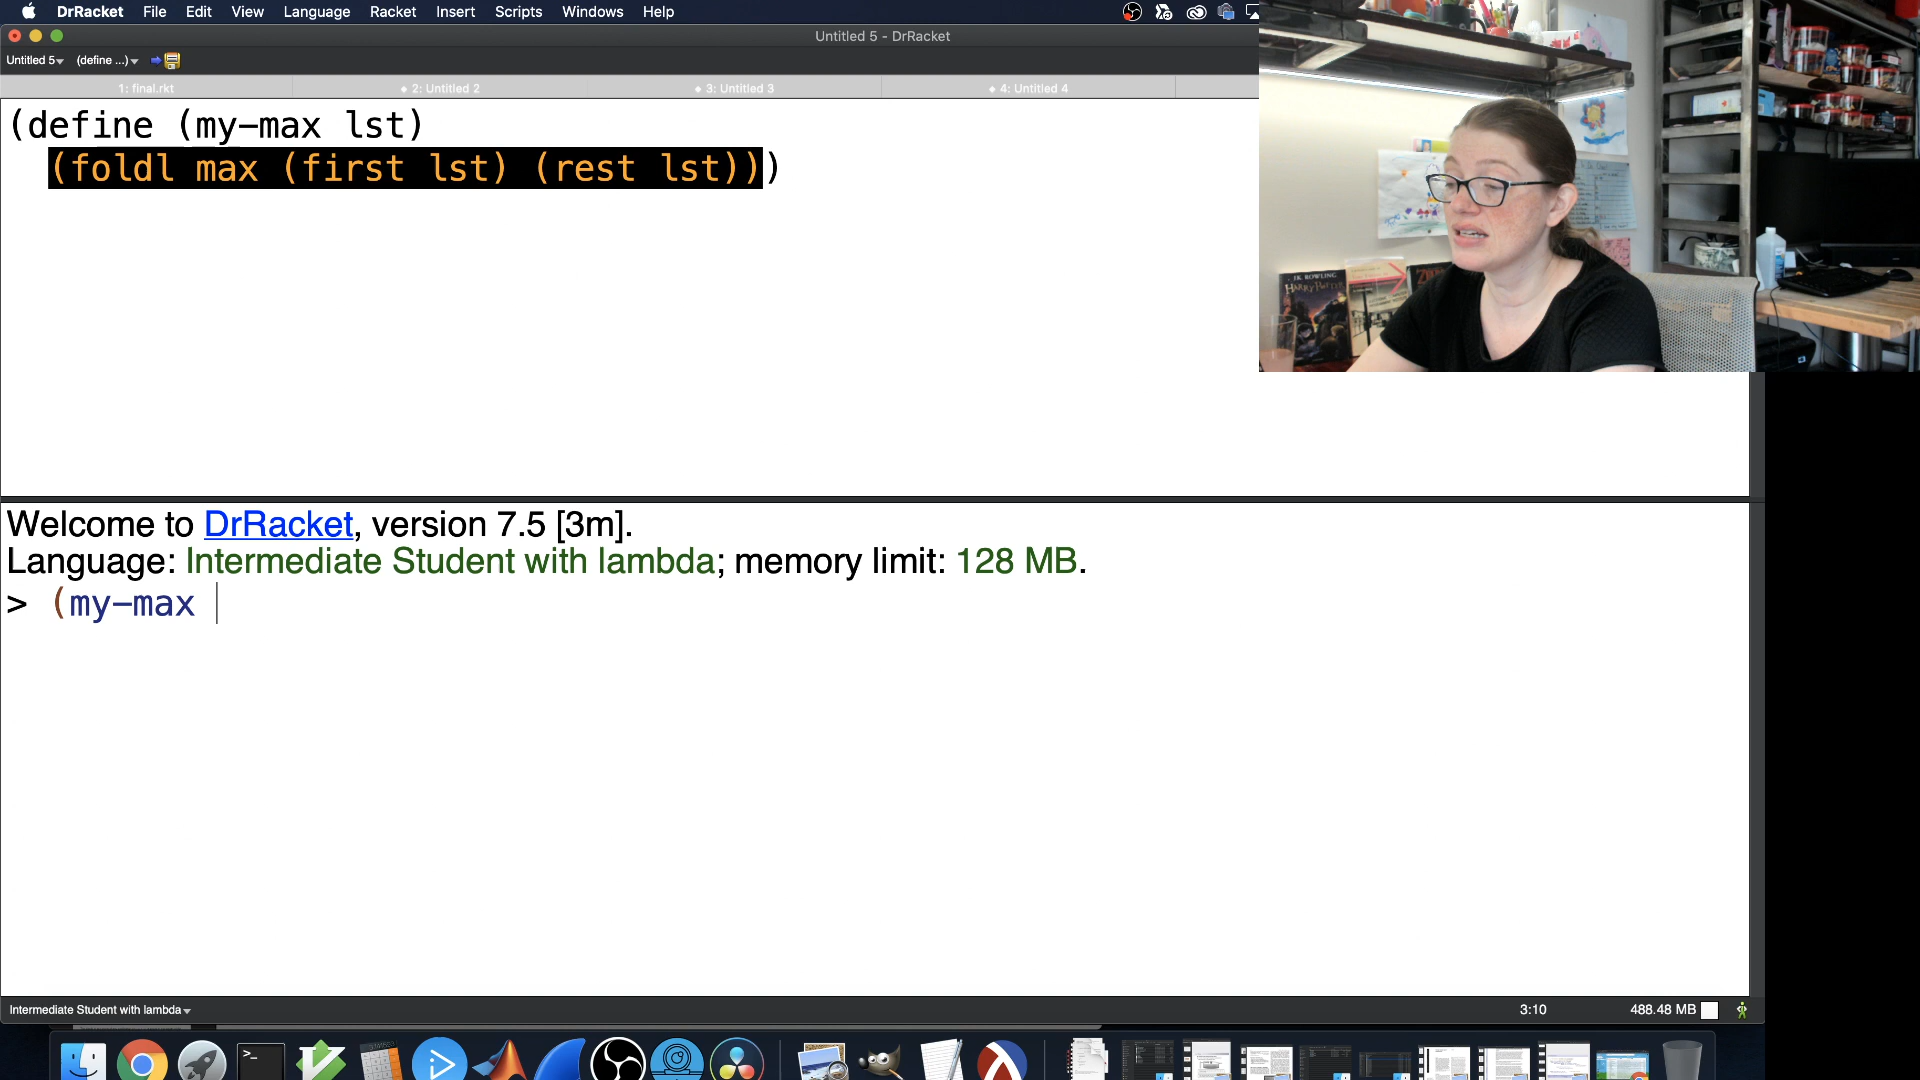 DrRacket File Edit View Language Racket Insert Scripts Windows Help
Untitled 5 - DrRacket
Untitled 5 (define ...)
1: final.rkt 2: Untitled 2 3: Untitled 3 4: Untitled 4
(define (my-max lst)
(foldl max (first lst) (rest lst)))
J.K. ROWLING
HARRY POTTER
Welcome to DrRacket, version 7.5 [3m].
Language: Intermediate Student with lambda; memory limit: 128 MB.
> (my-max
Intermediate Student with lambda 3:10 488.48 MB